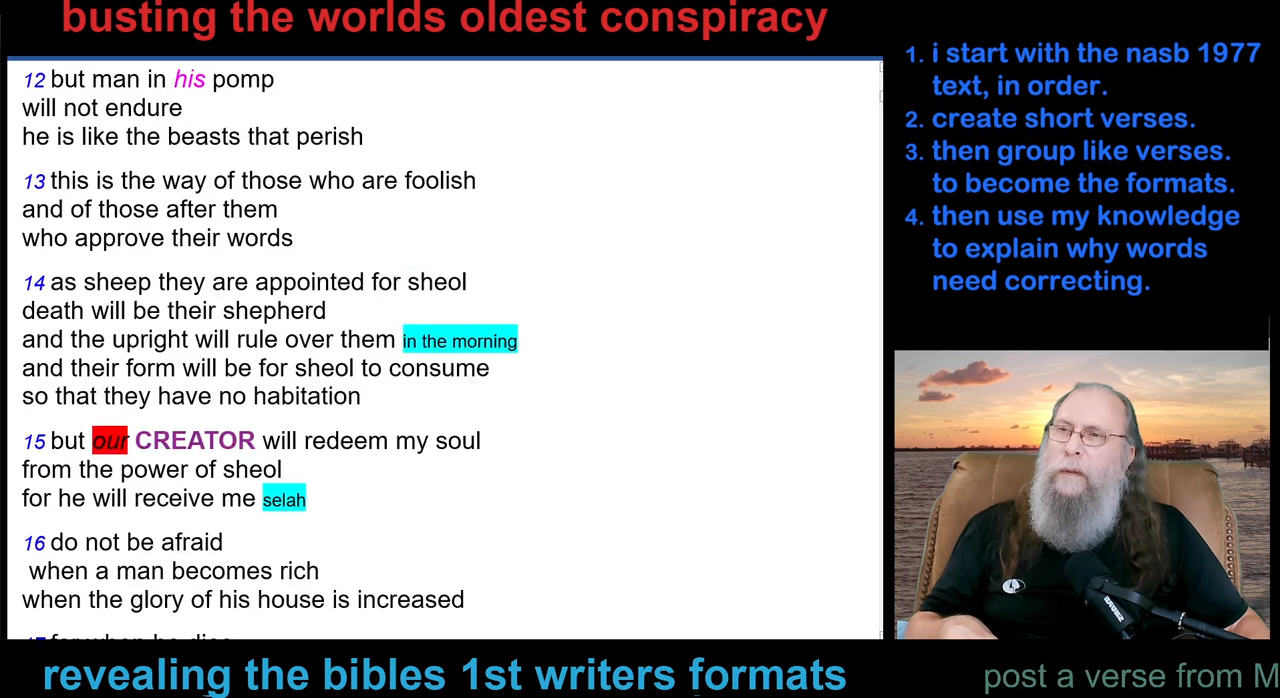 busting the worlds oldest conspiracy
12 but man in his pomp
will not endure
he is like the beasts that perish
13 this is the way of those who are foolish
and of those after them
who approve their words
14 as sheep they are appointed for sheol
death will be their shepherd
and the upright will rule over them in the morning
and their form will be for sheol to consume
so that they have no habitation
15 but our CREATOR will redeem my soul
from the power of sheol
for he will receive me selah
16 do not be afraid
when a man becomes rich
when the glory of his house is increased
1. i start with the nasb 1977
text, in order.
2. create short verses.
3. then group like verses.
to become the formats.
4. then use my knowledge
to explain why words
need correcting.
revealing the bibles 1st writers formats
post a verse from M